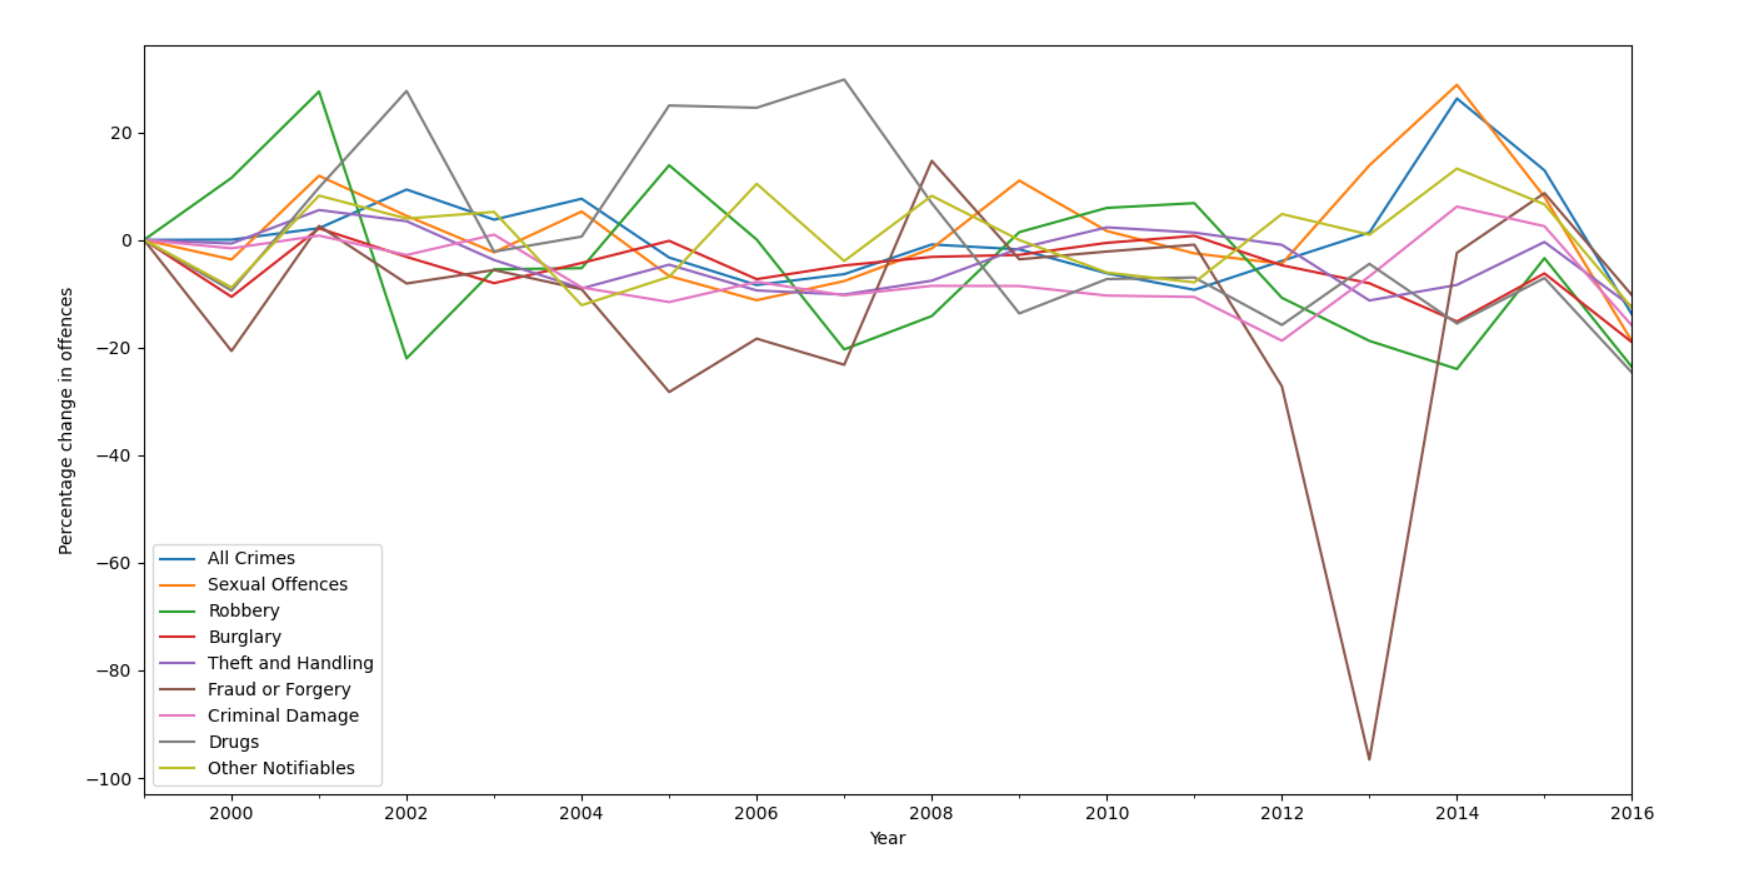 20
0
−20
−40
−60
−80
−100
Percentage change in offences
All Crimes
Sexual Offences
Robbery
Burglary
Theft and Handling
Fraud or Forgery
Criminal Damage
Drugs
Other Notifiables
2000 2002 2004 2006 2008 2010 2012 2014 2016
Year